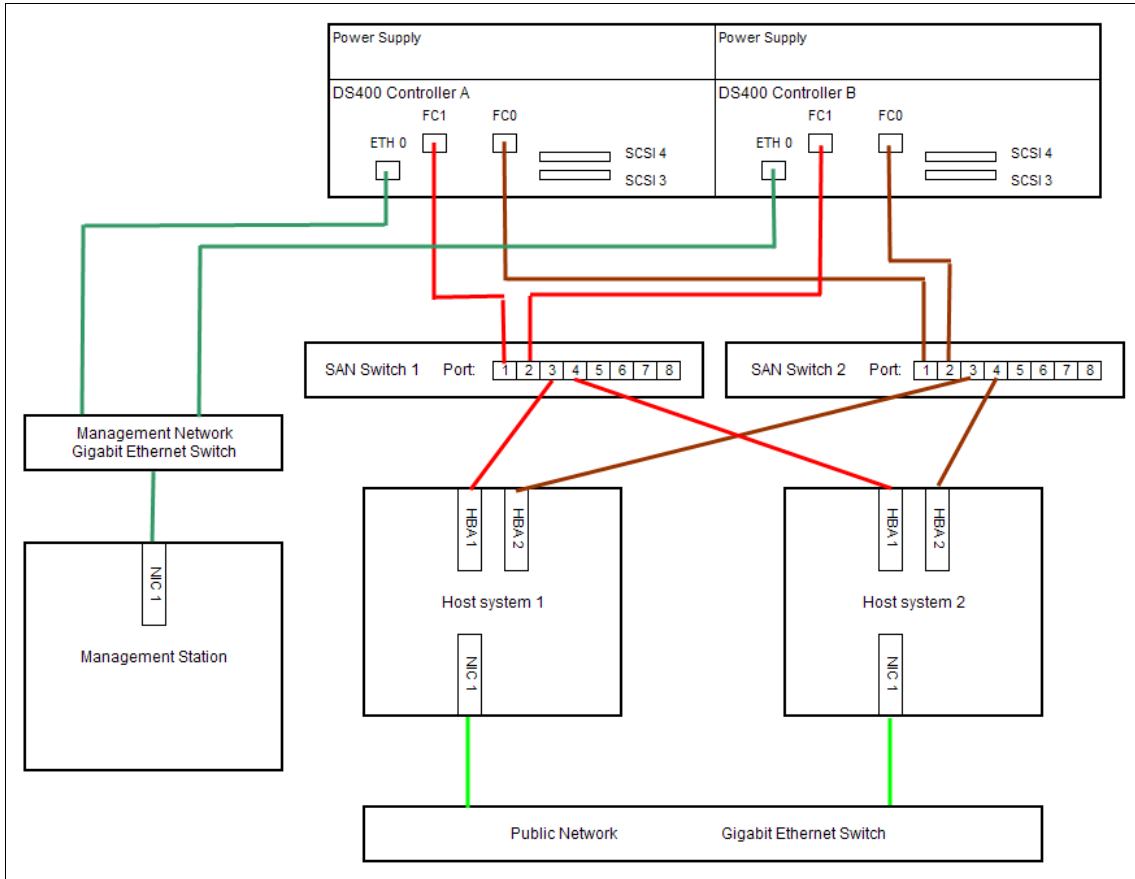 Power Supply
Power Supply
DS400 Controller A
DS400 Controller B
FC1
FC0
FC1
FC0
ETH 0
ETH 0
SCSI 4
SCSI 3
SCSI 4
SCSI 3
SAN Switch 1 Port: 1 2 3 4 5 6 7 8
SAN Switch 2 Port: 1 2 3 4 5 6 7 8
Management Network
Gigabit Ethernet Switch
HBA 1
HBA 2
HBA 1
HBA 2
NIC 1
Host system 1
Host system 2
Management Station
NIC 1
NIC 1
Public Network Gigabit Ethernet Switch